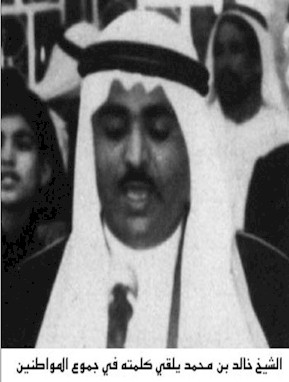 الشيخ خالد بن محمد يلقي كلمته في جموع المواطنين